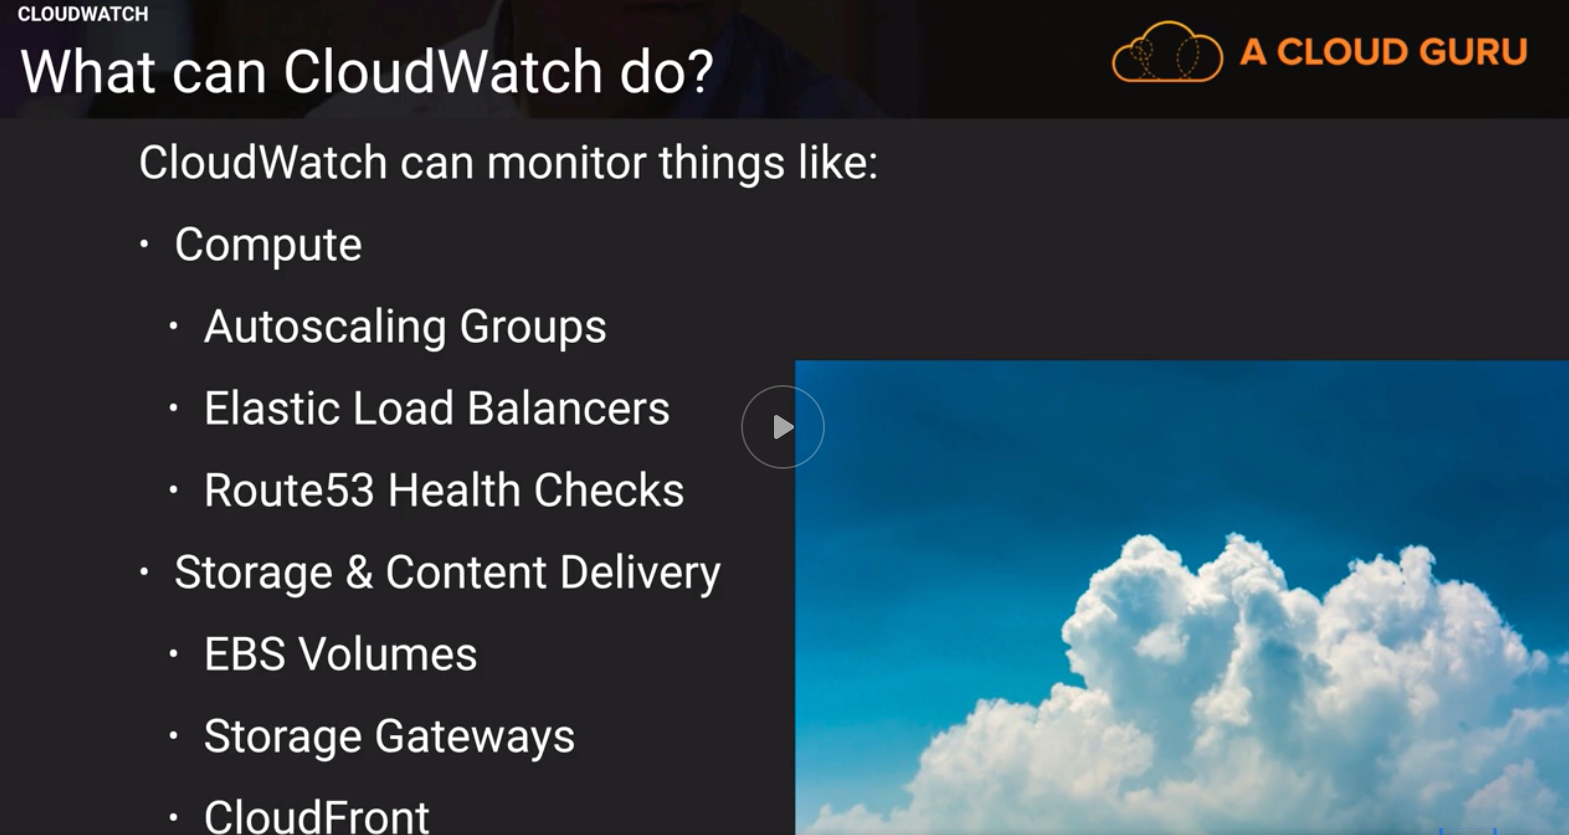 CLOUDWATCH
What can CloudWatch do?
A CLOUD GURU
CloudWatch can monitor things like:
· Compute
· Autoscaling Groups
· Elastic Load Balancers
· Route53 Health Checks
· Storage & Content Delivery
· EBS Volumes
· Storage Gateways
· CloudFront